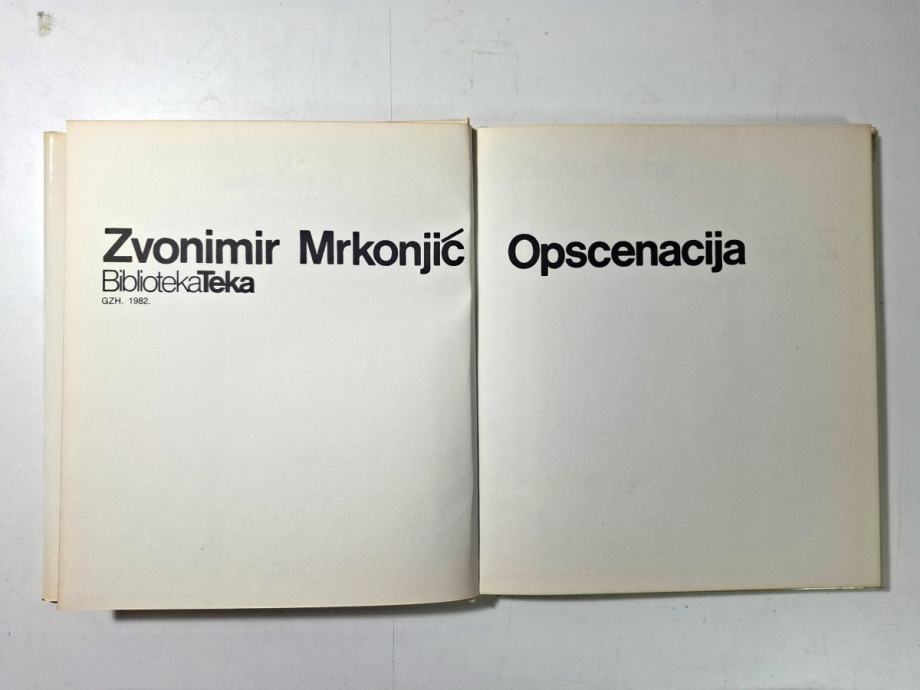 Zvonimir Mrkonjić
BibliotekaTeka
GZH, 1982.
Opscenacija